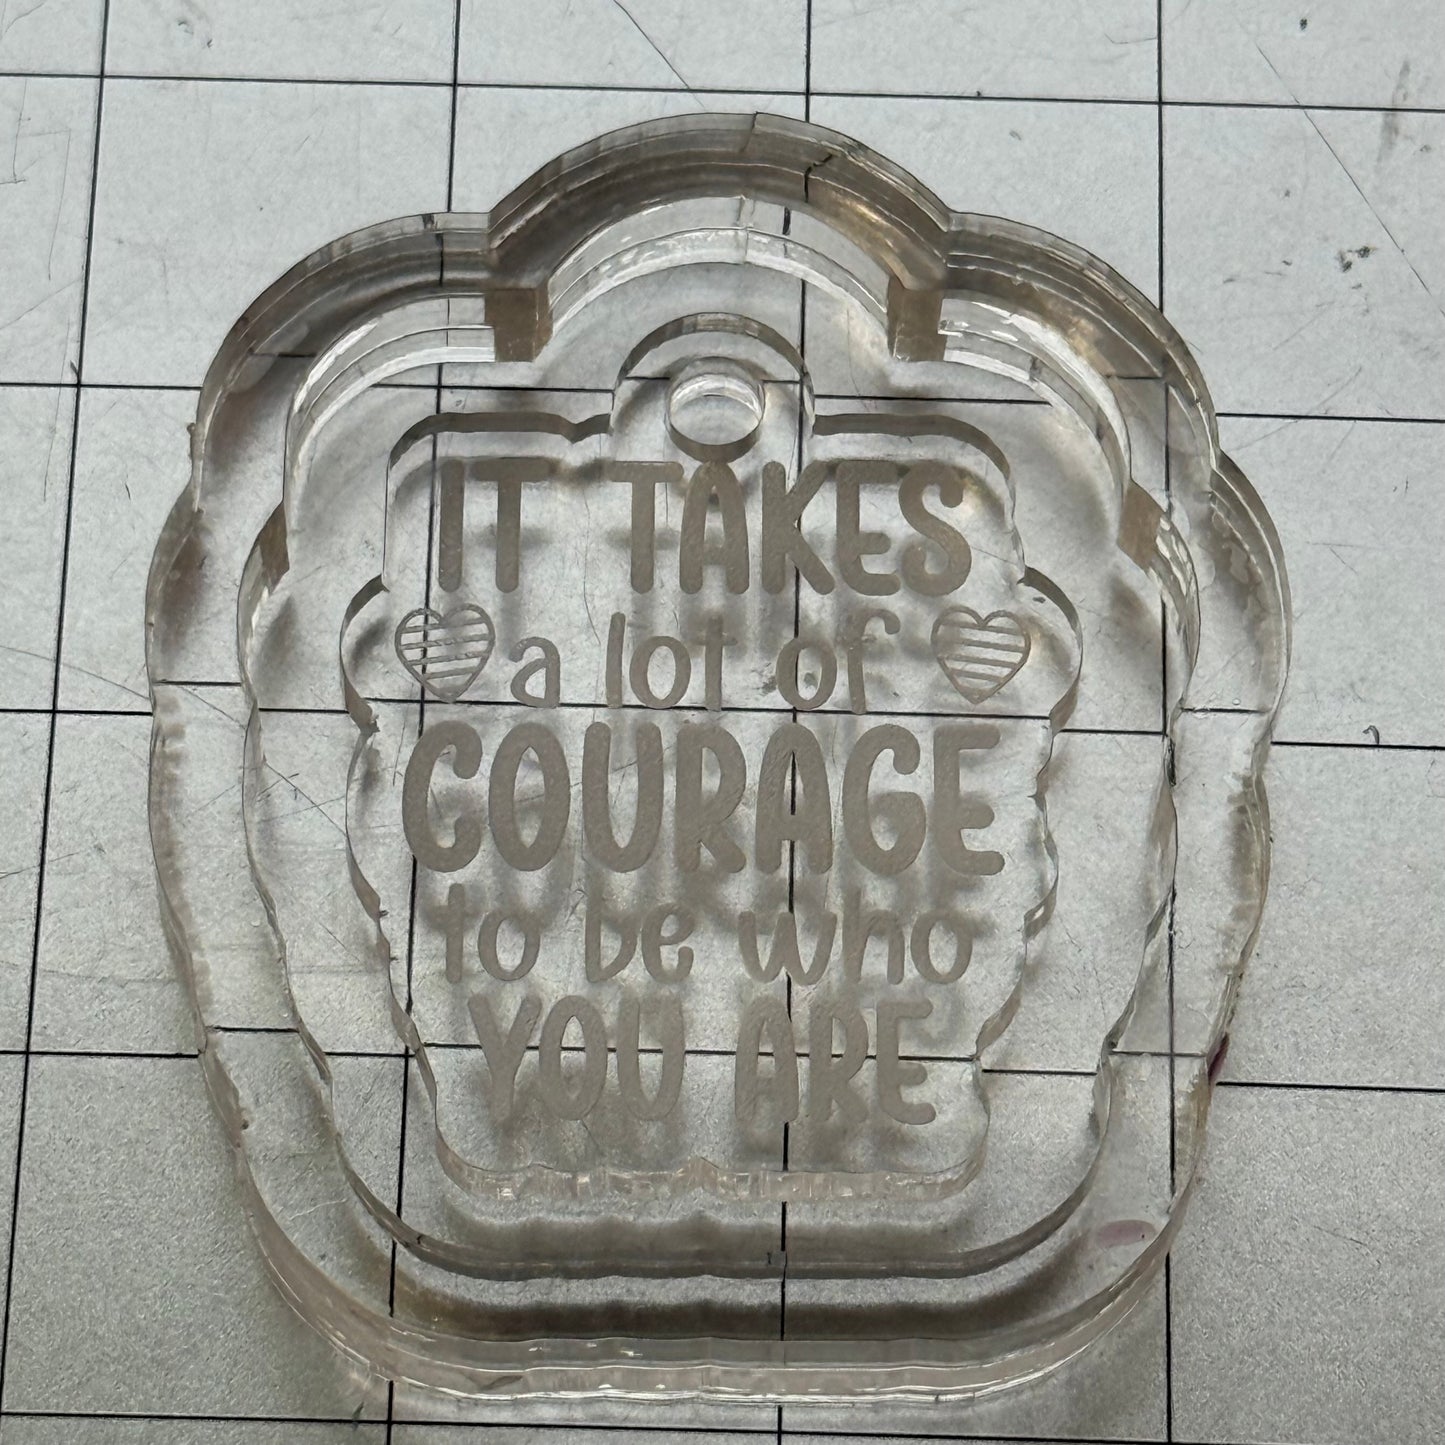 IT TAKES
a lot of
COURAGE
to be who
YOU ARE